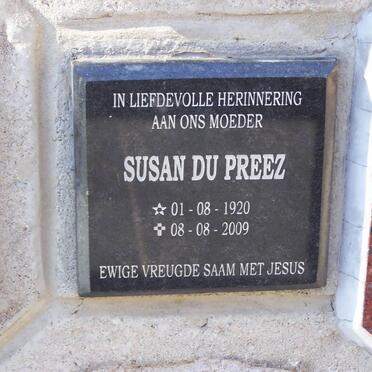 IN LIEFDEVOLLE HERINNERING
AAN ONS MOEDER
SUSAN DU PREEZ
☆ 01 - 08 - 1920
✝ 08 - 08 - 2009
EWIGE VREUGDE SAAM MET JESUS